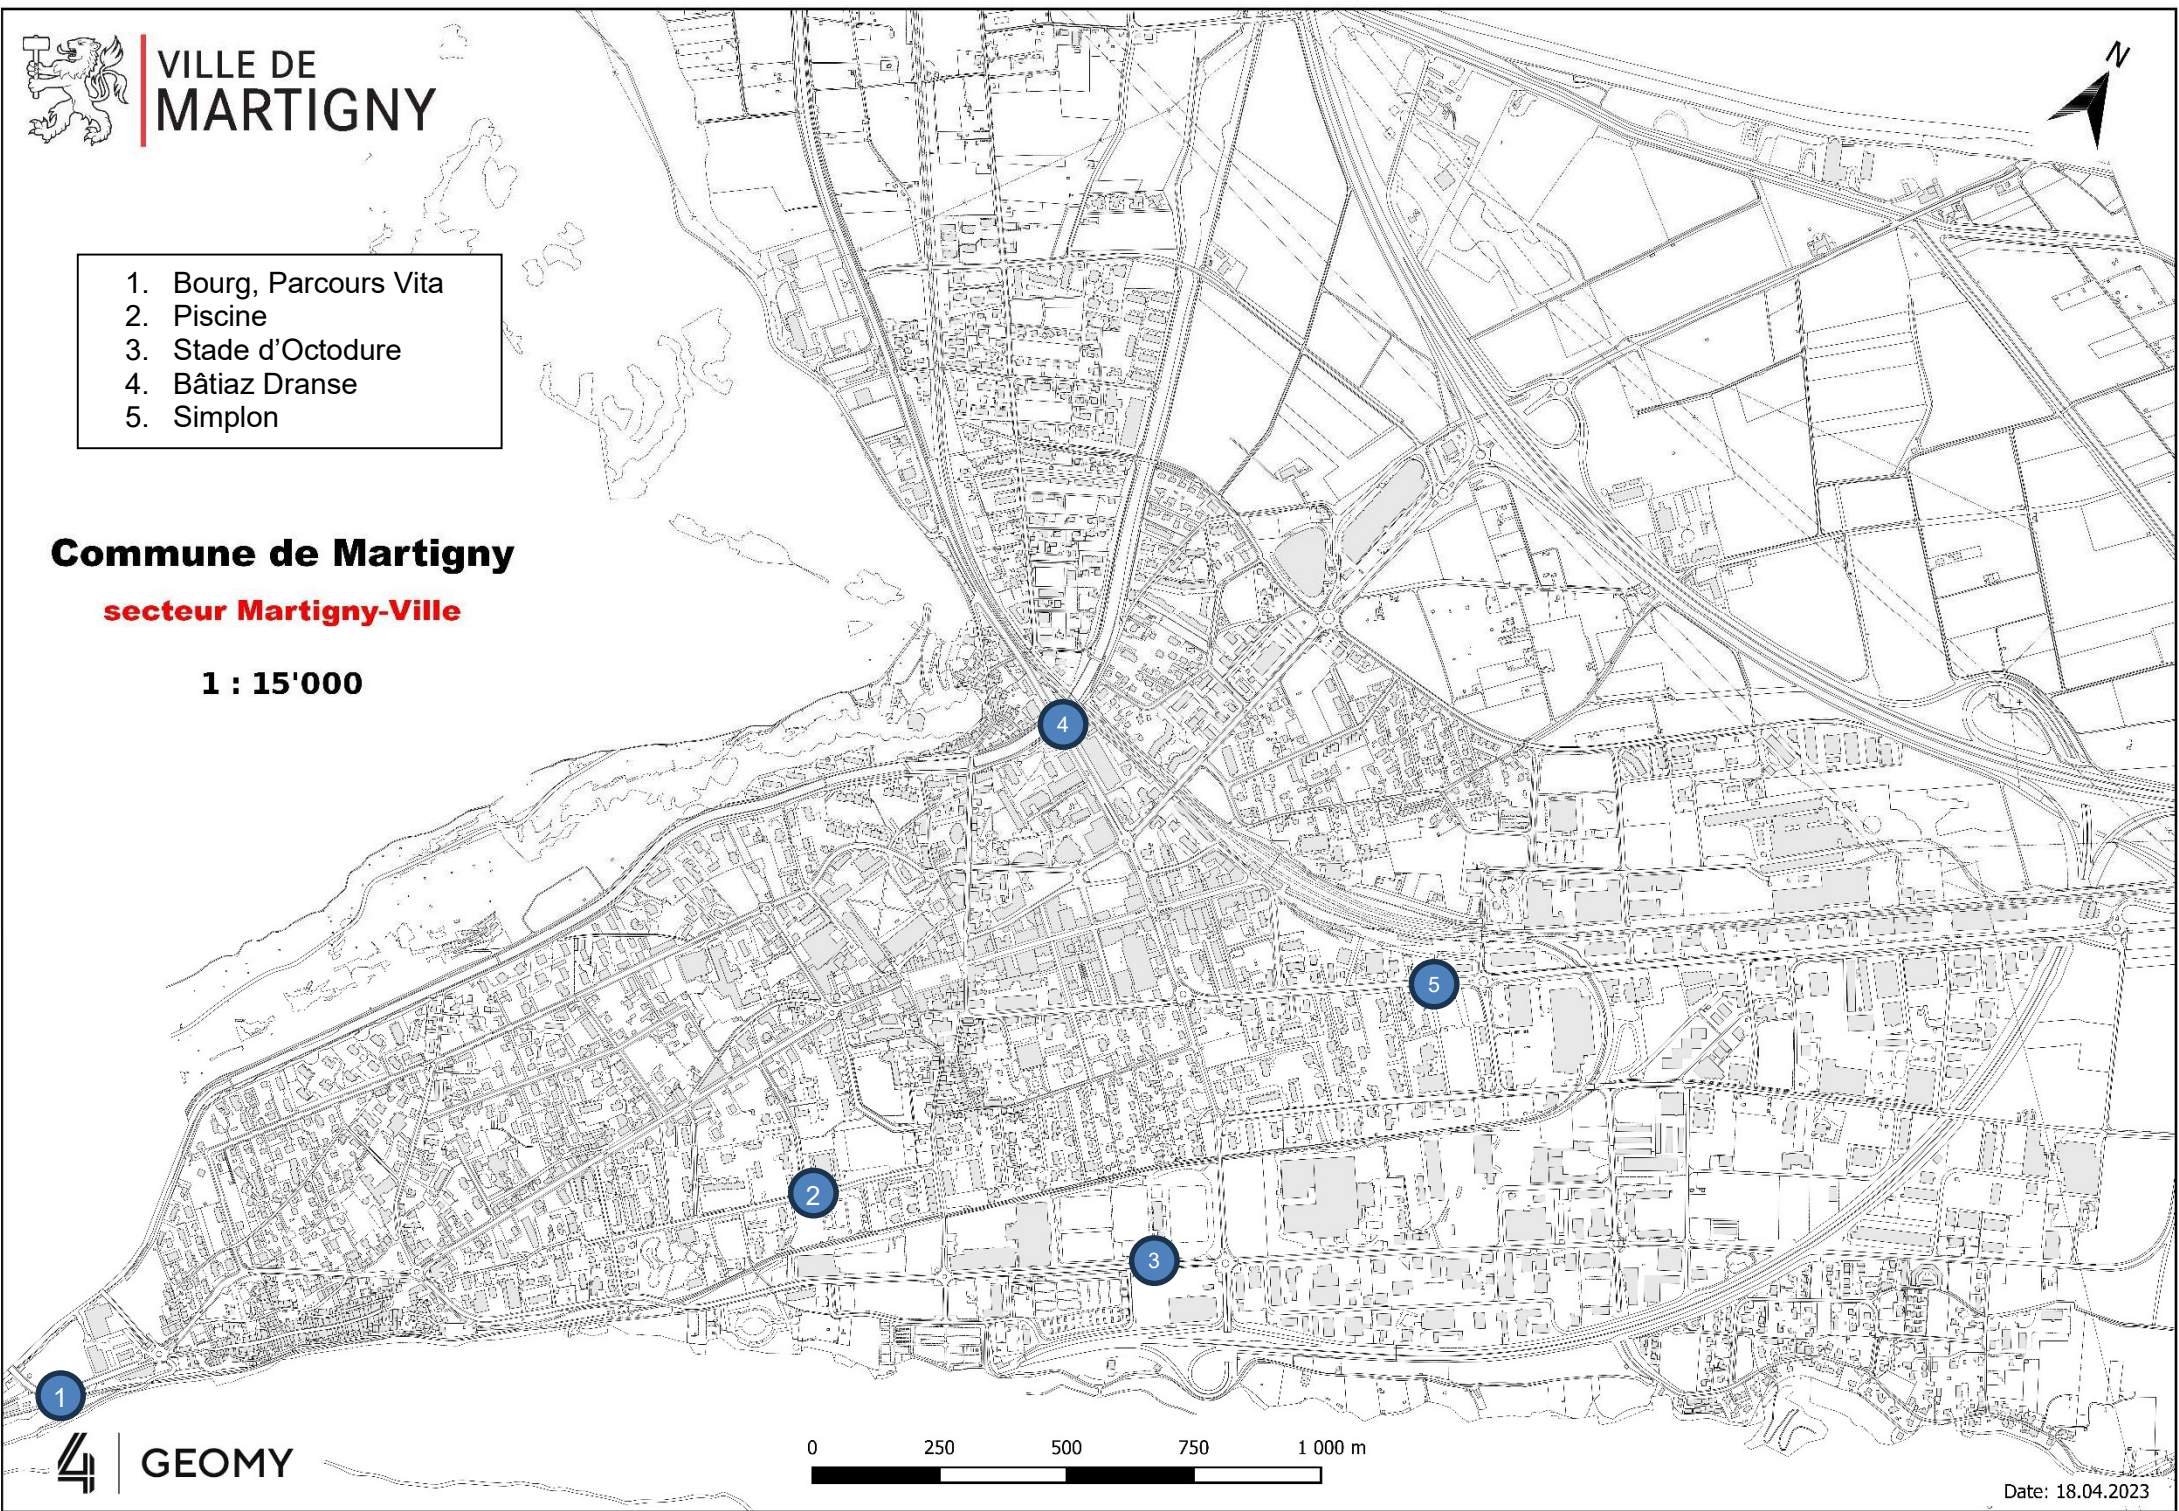 VILLE DE
MARTIGNY
N
1. Bourg, Parcours Vita
2. Piscine
3. Stade d'Octodure
4. Bâtiaz Dranse
5. Simplon
Commune de Martigny
secteur Martigny-Ville
1 : 15'000
4
5
2
3
1
GEOMY
0 250 500 750 1 000 m
Date: 18.04.2023